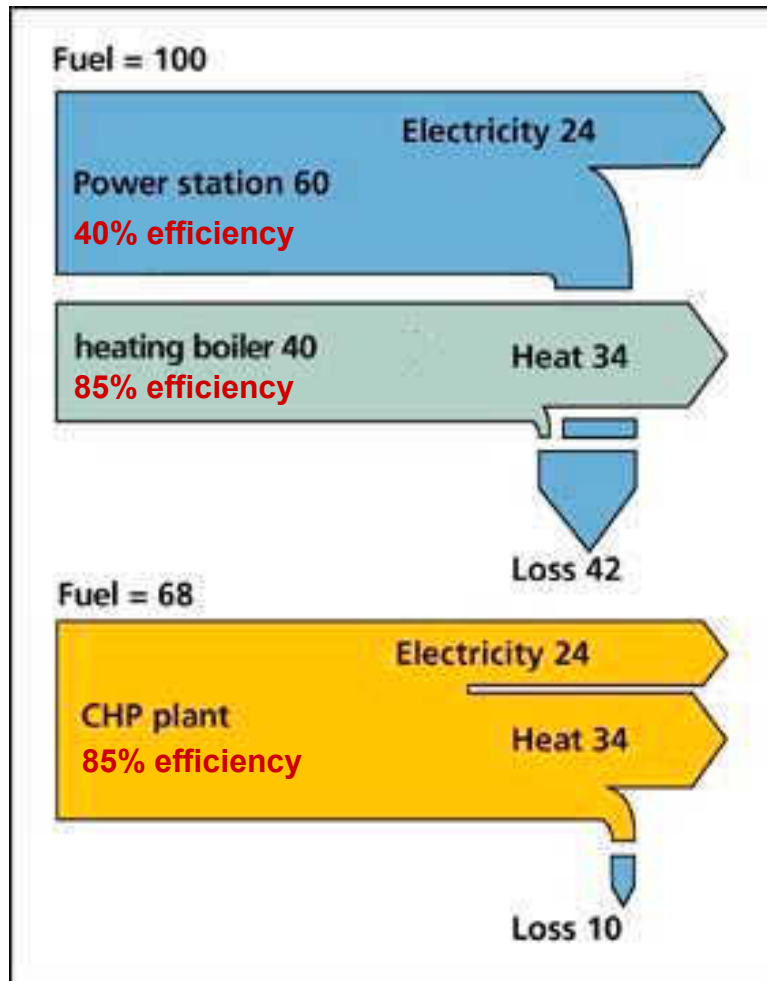 Fuel = 100
Electricity 24
Power station 60
40% efficiency
heating boiler 40
Heat 34
85% efficiency
Loss 42
Fuel = 68
Electricity 24
CHP plant
Heat 34
85% efficiency
Loss 10